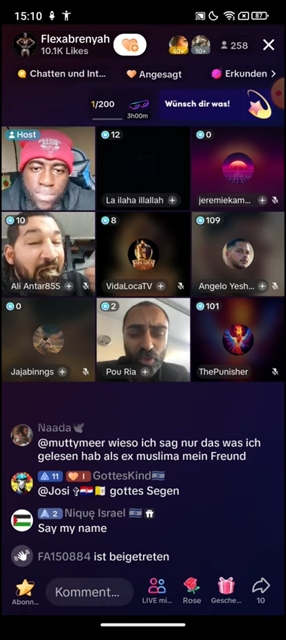 15:10
87
Flexabrenyah
10.1K Likes
40+
10+
258
Chatten und Int...
Angesagt
Erkunden
1/200
3h00m
Wünsch dir was!
Host
12
La ilaha illallah
0
jeremiekam...
10
Ali Antar855
8
VidaLocaTV
109
Angelo Yesh...
0
Jajabinngs
2
Pou Ria
101
ThePunisher
Naada
@muttymeer wieso ich sag nur das was ich
gelesen hab als ex muslima mein Freund
11 I GottesKind
@Josi gottes Segen
2 Nique Israel
Say my name
FA150884 ist beigetreten
Abonn...
Komment...
LIVE mi...
Rose
Gesche...
10